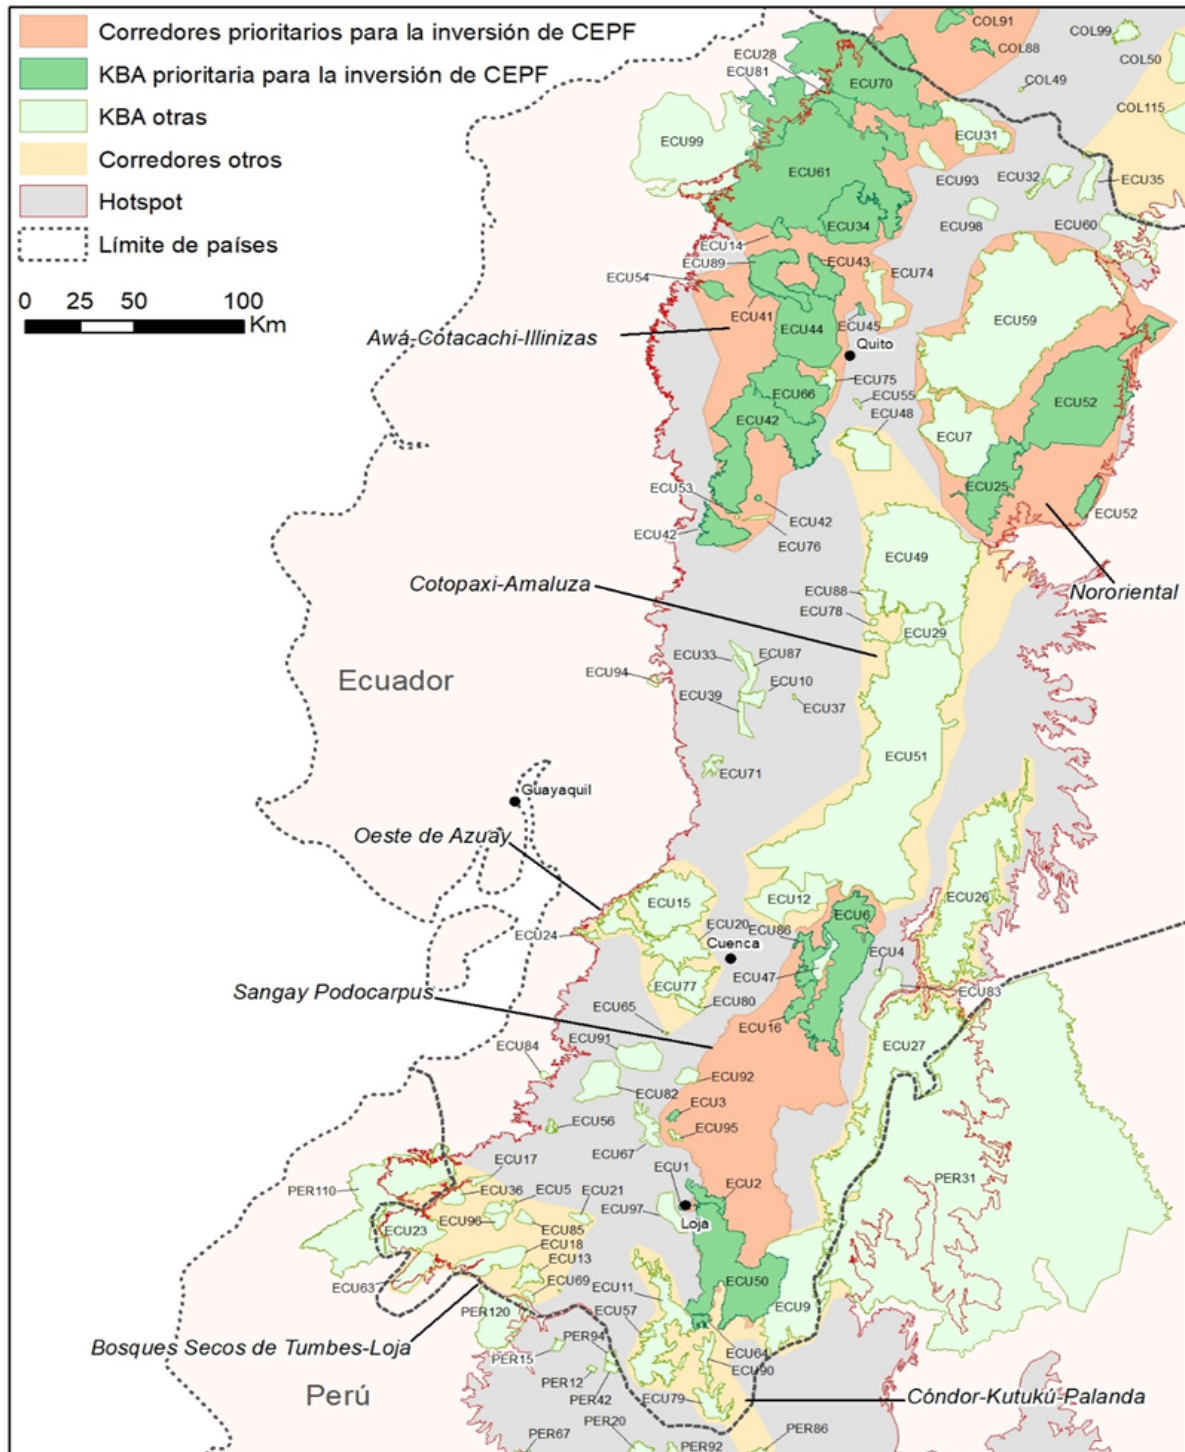 Corredores prioritarios para la inversión de CEPF
KBA prioritaria para la inversión de CEPF
KBA otras
Corredores otros
Hotspot
Límite de países
0 25 50 100
Km
COL91
COL88
COL99
COL50
COL49
COL115
ECU28
ECU81
ECU70
ECU99
ECU31
ECU61
ECU93
ECU32
ECU35
ECU34
ECU98
ECU60
ECU14
ECU89
ECU43
ECU74
ECU54
ECU41
ECU44
ECU45
ECU59
Awá-Cotacachi-Illinizas
Quito
ECU75
ECU66
ECU55
ECU52
ECU42
ECU48
ECU7
ECU53
ECU25
ECU42
ECU42
ECU52
ECU76
ECU49
Cotopaxi-Amaluza
ECU88
Nororiental
ECU78
ECU29
ECU33
ECU87
ECU94
ECU10
Ecuador
ECU39
ECU37
ECU51
ECU71
Guayaquil
Oeste de Azuay
ECU26
ECU15
ECU12
ECU6
ECU20
ECU86
ECU24
Cuenca
ECU4
ECU47
ECU77
Sangay Podocarpus
ECU83
ECU80
ECU65
ECU16
ECU91
ECU27
ECU84
ECU92
ECU82
ECU3
ECU56
ECU95
ECU67
ECU17
ECU1
ECU2
PER31
PER110
ECU36
ECU5
ECU21
ECU97
ECU96
ECU85
Loja
ECU23
ECU18
ECU13
ECU63
ECU69
ECU11
ECU50
ECU9
PER120
ECU57
Bosques Secos de Tumbes-Loja
PER94
ECU64
PER15
ECU90
PER12
Perú
PER42
ECU79
Cóndor-Kutukú-Palanda
PER20
PER67
PER92
PER86